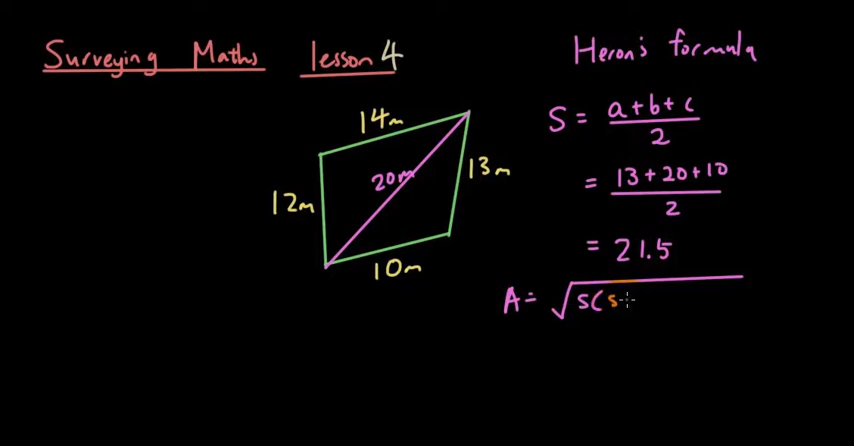 Surveying Maths lesson 4
Heron's formula
14m
12m
20m
13m
10m
S = a+b+c / 2
= 13+20+10 / 2
= 21.5
A = √s(s-